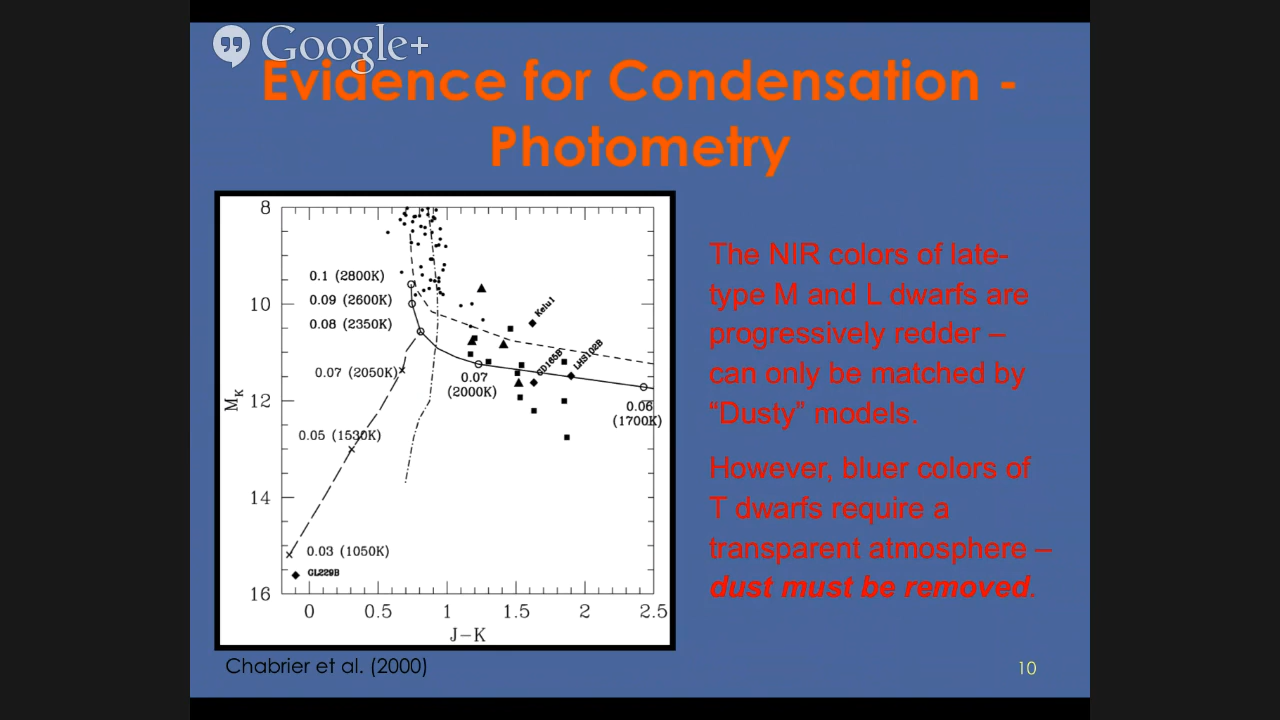 Google+
Evidence for Condensation -
Photometry
8
10
12
14
16
M_K
0.1 (2800K)
0.09 (2600K)
0.08 (2350K)
0.07 (2050K)
0.05 (1530K)
0.03 (1050K)
GL229B
Kelu1
GD165B
LHS102B
0.07
(2000K)
0.06
(1700K)
0
0.5
1
1.5
2
2.5
J-K
The NIR colors of late-
type M and L dwarfs are
progressively redder –
can only be matched by
“Dusty” models.
However, bluer colors of
T dwarfs require a
transparent atmosphere –
dust must be removed.
Chabrier et al. (2000)
10